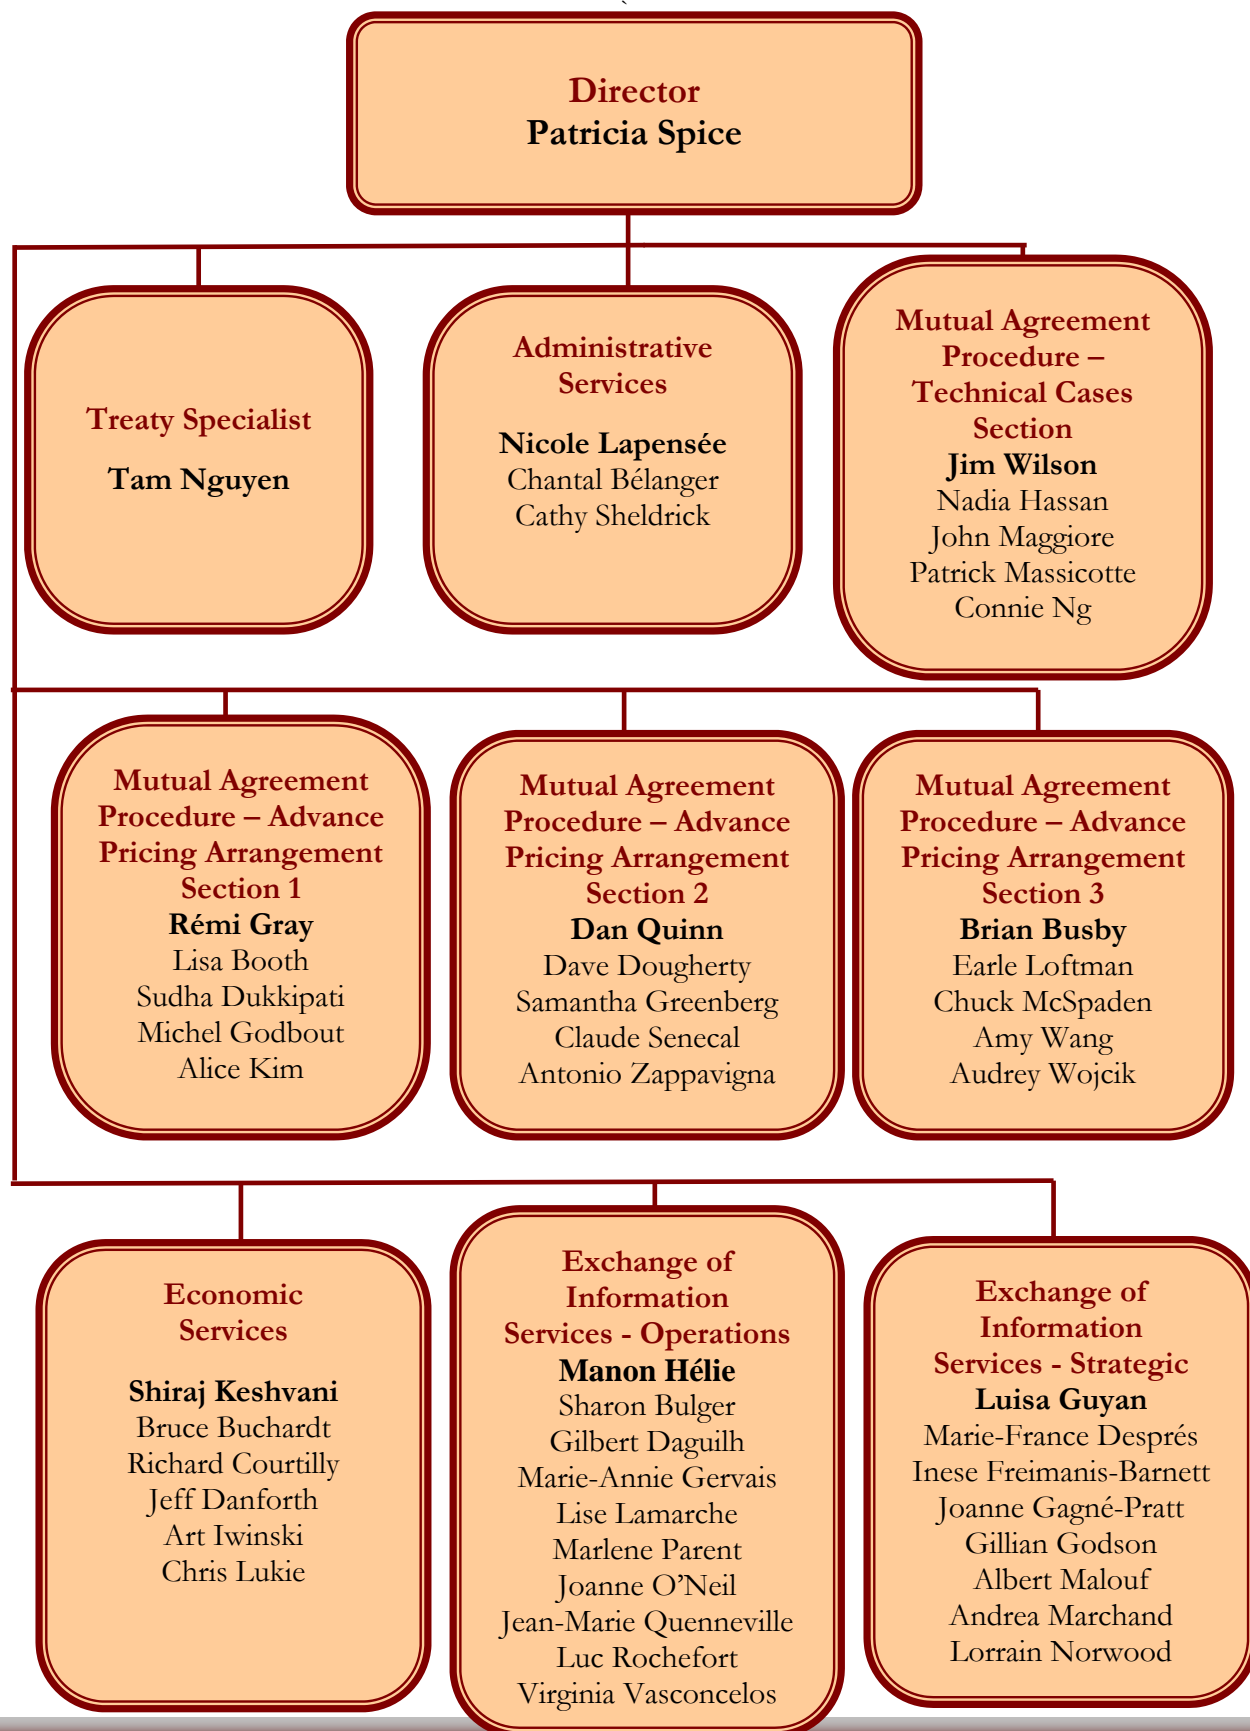 Director
Patricia Spice
Treaty Specialist
Tam Nguyen
Administrative
Services
Nicole Lapensée
Chantal Bélanger
Cathy Sheldrick
Mutual Agreement
Procedure –
Technical Cases
Section
Jim Wilson
Nadia Hassan
John Maggiore
Patrick Massicotte
Connie Ng
Mutual Agreement
Procedure – Advance
Pricing Arrangement
Section 1
Rémi Gray
Lisa Booth
Sudha Dukkipati
Michel Godbout
Alice Kim
Mutual Agreement
Procedure – Advance
Pricing Arrangement
Section 2
Dan Quinn
Dave Dougherty
Samantha Greenberg
Claude Senecal
Antonio Zappavigna
Mutual Agreement
Procedure – Advance
Pricing Arrangement
Section 3
Brian Busby
Earle Loftman
Chuck McSpaden
Amy Wang
Audrey Wojcik
Economic
Services
Shiraj Keshvani
Bruce Buchardt
Richard Courtilly
Jeff Danforth
Art Iwinski
Chris Lukie
Exchange of
Information
Services - Operations
Manon Hélie
Sharon Bulger
Gilbert Daguilh
Marie-Annie Gervais
Lise Lamarche
Marlene Parent
Joanne O’Neil
Jean-Marie Quenneville
Luc Rochefort
Virginia Vasconcelos
Exchange of
Information
Services - Strategic
Luisa Guyan
Marie-France Després
Inese Freimanis-Barnett
Joanne Gagné-Pratt
Gillian Godson
Albert Malouf
Andrea Marchand
Lorrain Norwood